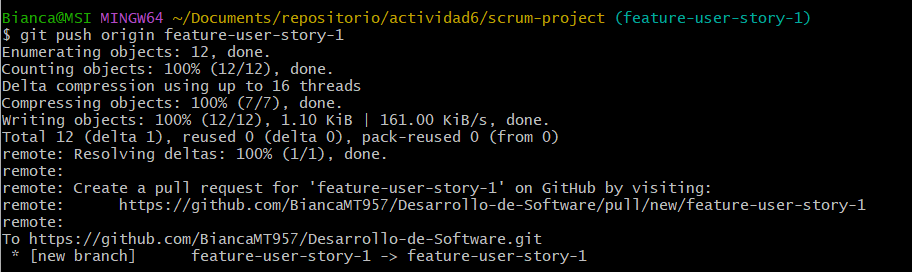 Bianca@MSI MINGW64 ~/Documents/repositorio/actividad6/scrum-project (feature-user-story-1)
$ git push origin feature-user-story-1
Enumerating objects: 12, done.
Counting objects: 100% (12/12), done.
Delta compression using up to 16 threads
Compressing objects: 100% (7/7), done.
Writing objects: 100% (12/12), 1.10 KiB | 161.00 KiB/s, done.
Total 12 (delta 1), reused 0 (delta 0), pack-reused 0 (from 0)
remote: Resolving deltas: 100% (1/1), done.
remote:
remote: Create a pull request for 'feature-user-story-1' on GitHub by visiting:
remote:      https://github.com/BiancaMT957/Desarrollo-de-Software/pull/new/feature-user-story-1
remote:
To https://github.com/BiancaMT957/Desarrollo-de-Software.git
 * [new branch]      feature-user-story-1 -> feature-user-story-1